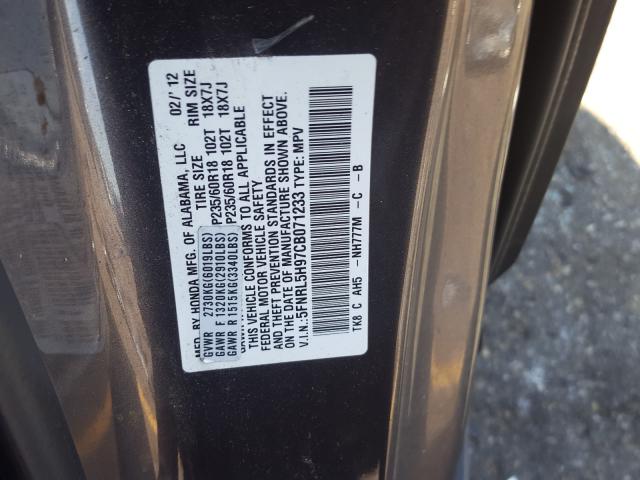 MFD. BY HONDA MFG. OF ALABAMA, LLC 02/' 12
TIRE SIZE RIM SIZE
GVWR 2730KG(6019LBS)
GAWR F 1320KG(2910LBS) P235/60R18 102T 18X7J
GAWR R 1515KG(3340LBS) P235/60R18 102T 18X7J
THIS VEHICLE CONFORMS TO ALL APPLICABLE
FEDERAL MOTOR VEHICLE SAFETY
AND THEFT PREVENTION STANDARDS IN EFFECT
ON THE DATE OF MANUFACTURE SHOWN ABOVE.
V.I.N.:5FNRL5H97CB071233 TYPE: MPV
TK8 C AH5 -NH777M -C -B